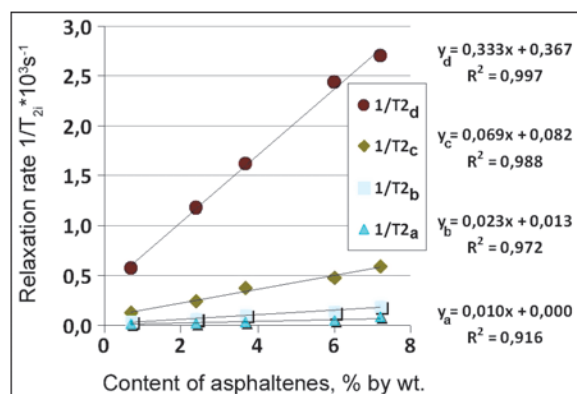 Relaxation rate 1/T2i*10³s-¹
3,0
2,5
2,0
1,5
1,0
0,5
0,0
0
2
4
6
8
Content of asphaltenes, % by wt.
1/T2d
1/T2c
1/T2b
1/T2a
yd = 0,333x + 0,367
R² = 0,997
yc = 0,069x + 0,082
R² = 0,988
yb = 0,023x + 0,013
R² = 0,972
ya = 0,010x + 0,000
R² = 0,916